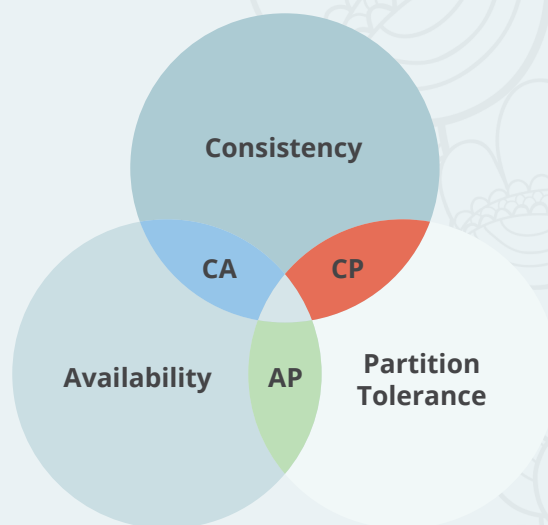 Consistency
CA
CP
Availability
AP
Partition
Tolerance